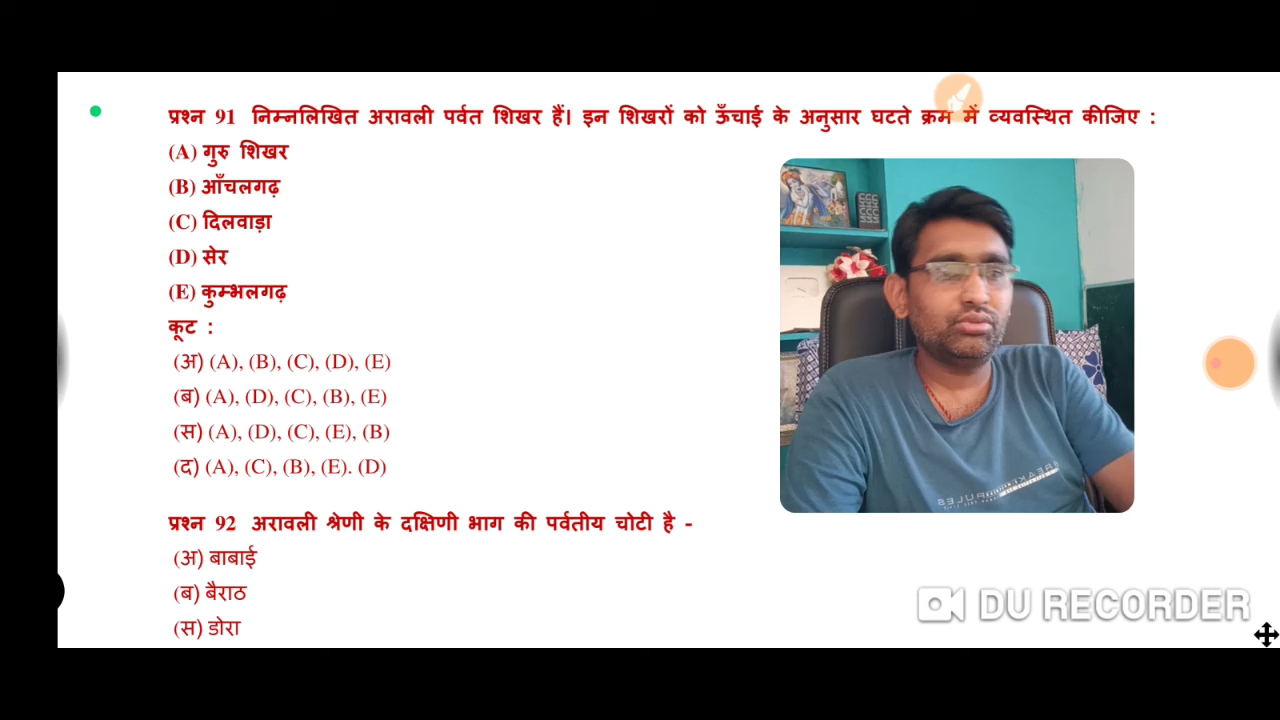 प्रश्न 91 निम्नलिखित अरावली पर्वत शिखर हैं। इन शिखरों को ऊँचाई के अनुसार घटते क्रम में व्यवस्थित कीजिए :
(A) गुरु शिखर
(B) आँचलगढ़
(C) दिलवाड़ा
(D) सेर
(E) कुम्भलगढ़
कूट :
(अ) (A), (B), (C), (D), (E)
(ब) (A), (D), (C), (B), (E)
(स) (A), (D), (C), (E), (B)
(द) (A), (C), (B), (E). (D)
प्रश्न 92 अरावली श्रेणी के दक्षिणी भाग की पर्वतीय चोटी है -
(अ) बाबाई
(ब) बैराठ
(स) डोरा
DU RECORDER